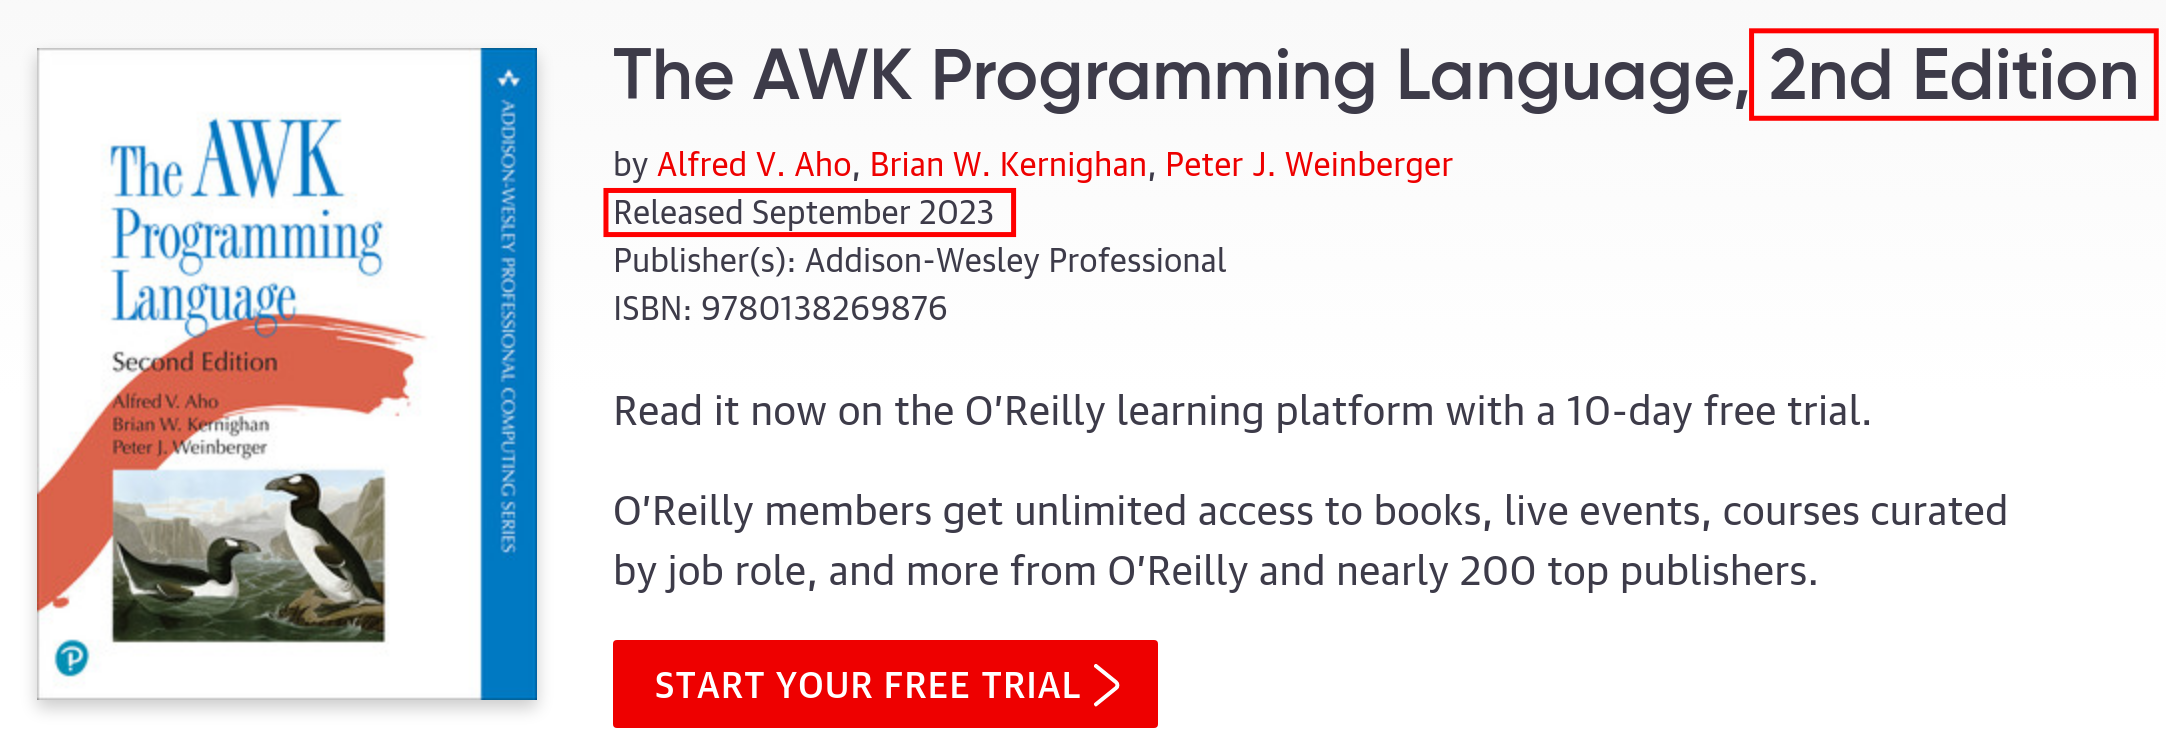 The AWK
Programming
Language
Second Edition
Alfred V. Aho
Brian W. Kernighan
Peter J. Weinberger
ADDISON-WESLEY PROFESSIONAL COMPUTING SERIES
P
The AWK Programming Language, 2nd Edition
by Alfred V. Aho, Brian W. Kernighan, Peter J. Weinberger
Released September 2023
Publisher(s): Addison-Wesley Professional
ISBN: 9780138269876
Read it now on the O’Reilly learning platform with a 10-day free trial.
O’Reilly members get unlimited access to books, live events, courses curated
by job role, and more from O’Reilly and nearly 200 top publishers.
START YOUR FREE TRIAL